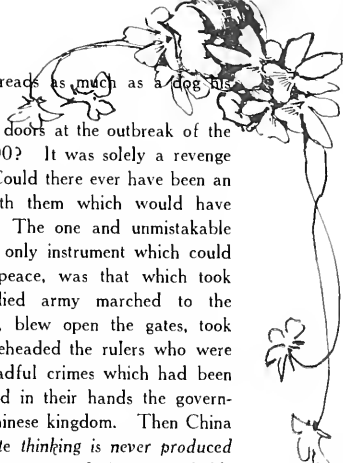 reads as much as a dog his
doors at the outbreak of the
00? It was solely a revenge
Could there ever have been an
th them which would have
The one and unmistakable
only instrument which could
peace, was that which took
lied army marched to the
, blew open the gates, took
eheaded the rulers who were
adful crimes which had been
d in their hands the govern-
hinese kingdom. Then China
te thinking is never produced